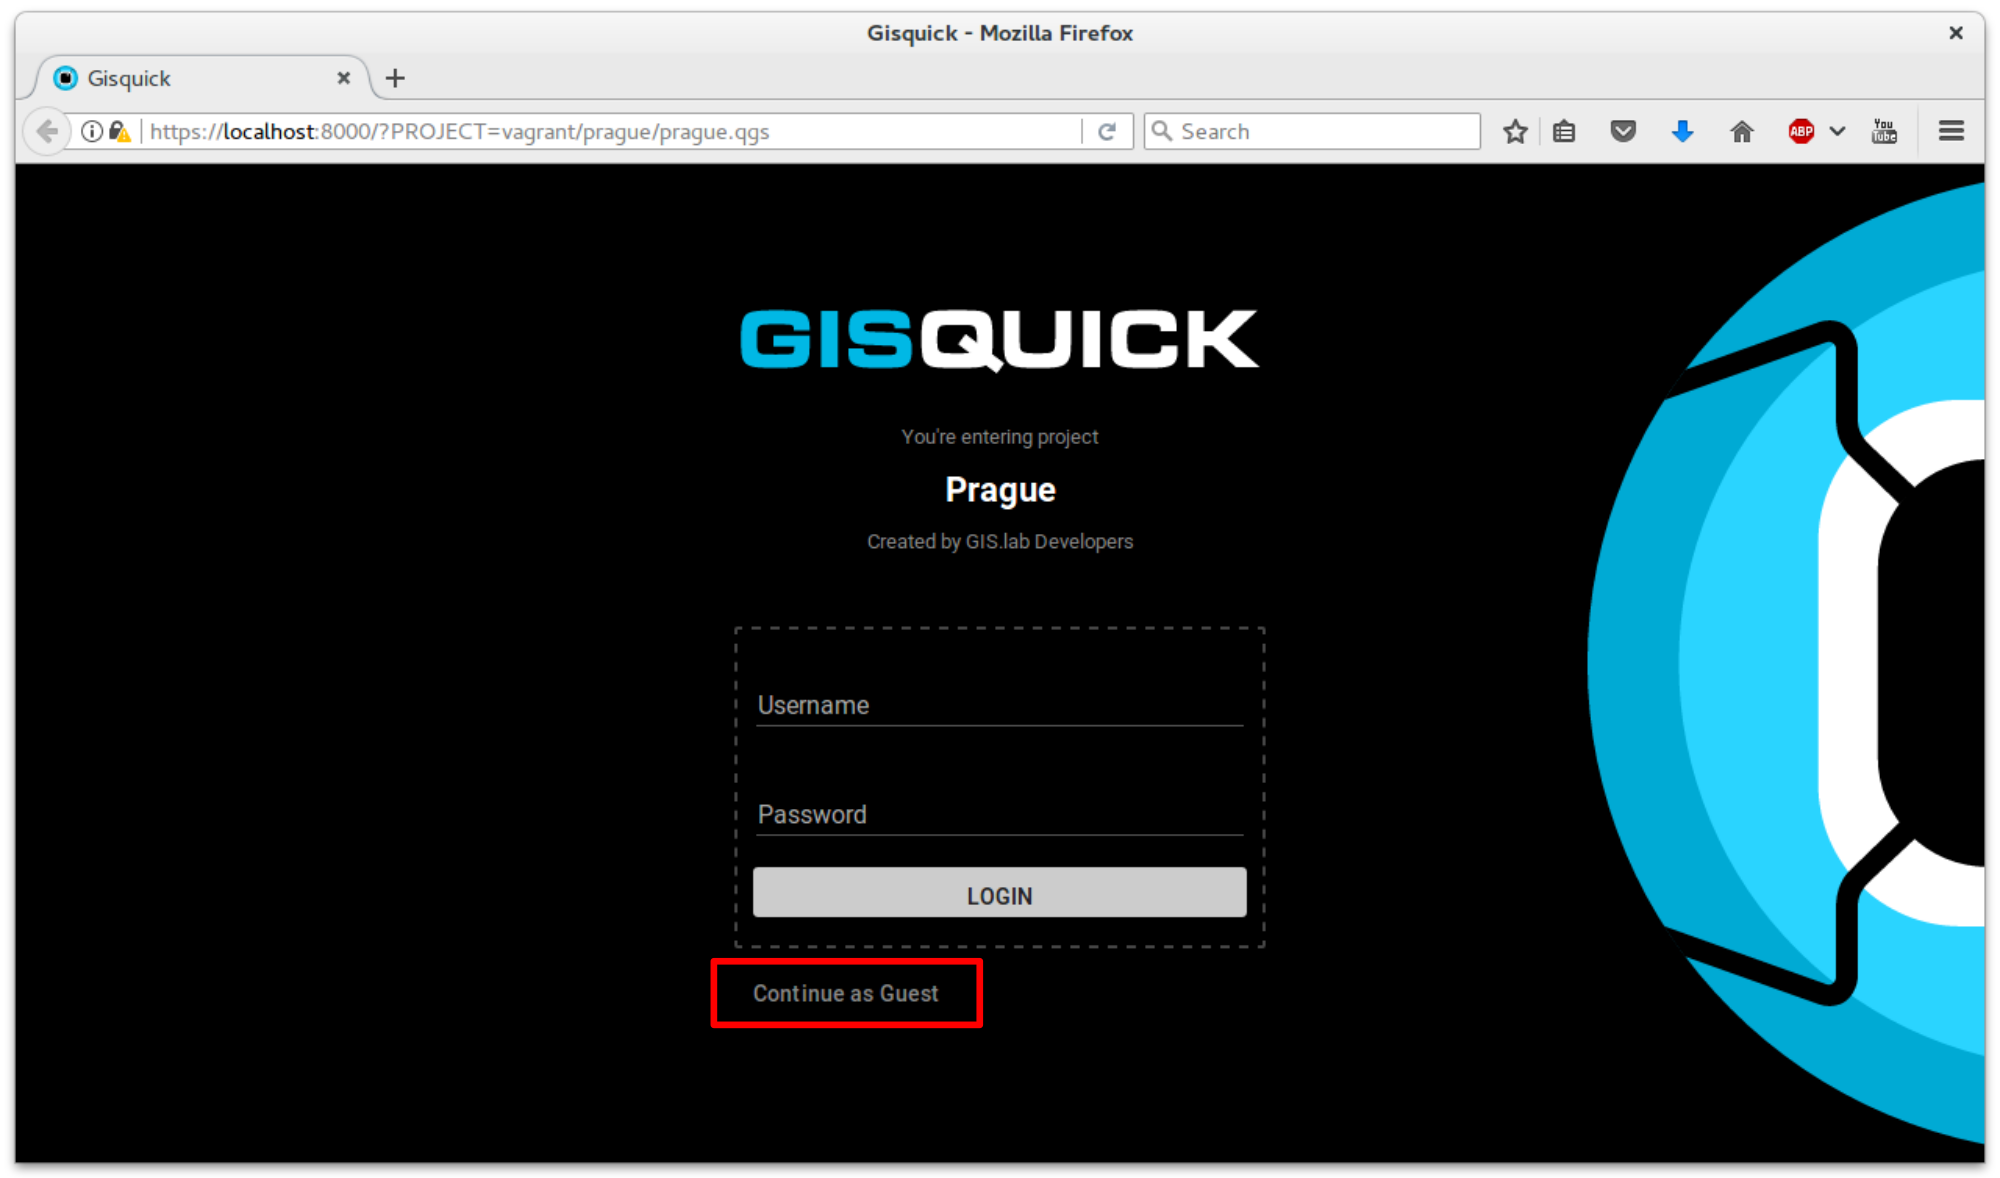 Gisquick - Mozilla Firefox
Gisquick
https://localhost:8000/?PROJECT=vagrant/prague/prague.qgs
Search
ABP
You
Tube
GISQUICK
You're entering project
Prague
Created by GIS.lab Developers
Username
Password
LOGIN
Continue as Guest